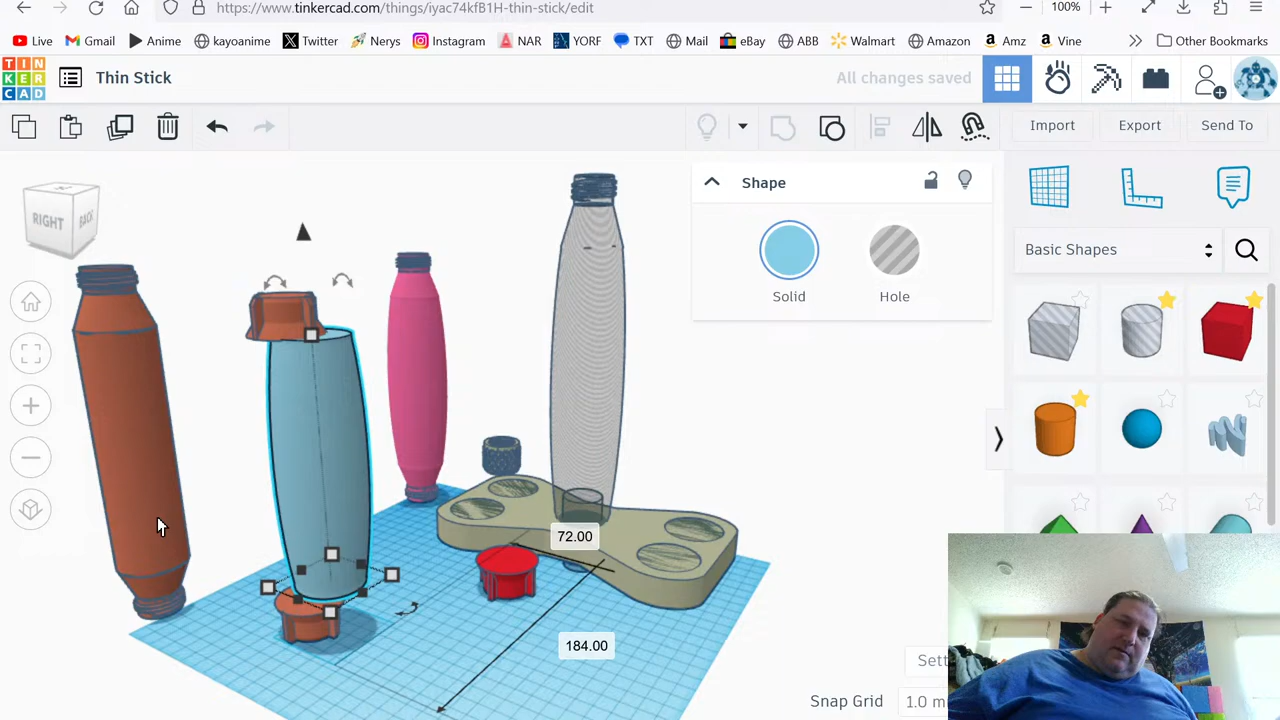 www.tinkercad.com/things/iyac74kfB1H-thin-stick/edit
100%
Live Gmail Anime kayoanime Twitter Nerys Instagram NAR YORF TXT Mail eBay ABB Walmart Amazon Amz Vine Other Bookmarks
TIN
KER
CAD
Thin Stick
All changes saved
Import Export Send To
Shape
Solid
Hole
RIGHT
BACK
Basic Shapes
72.00
184.00
Snap Grid 1.0 m